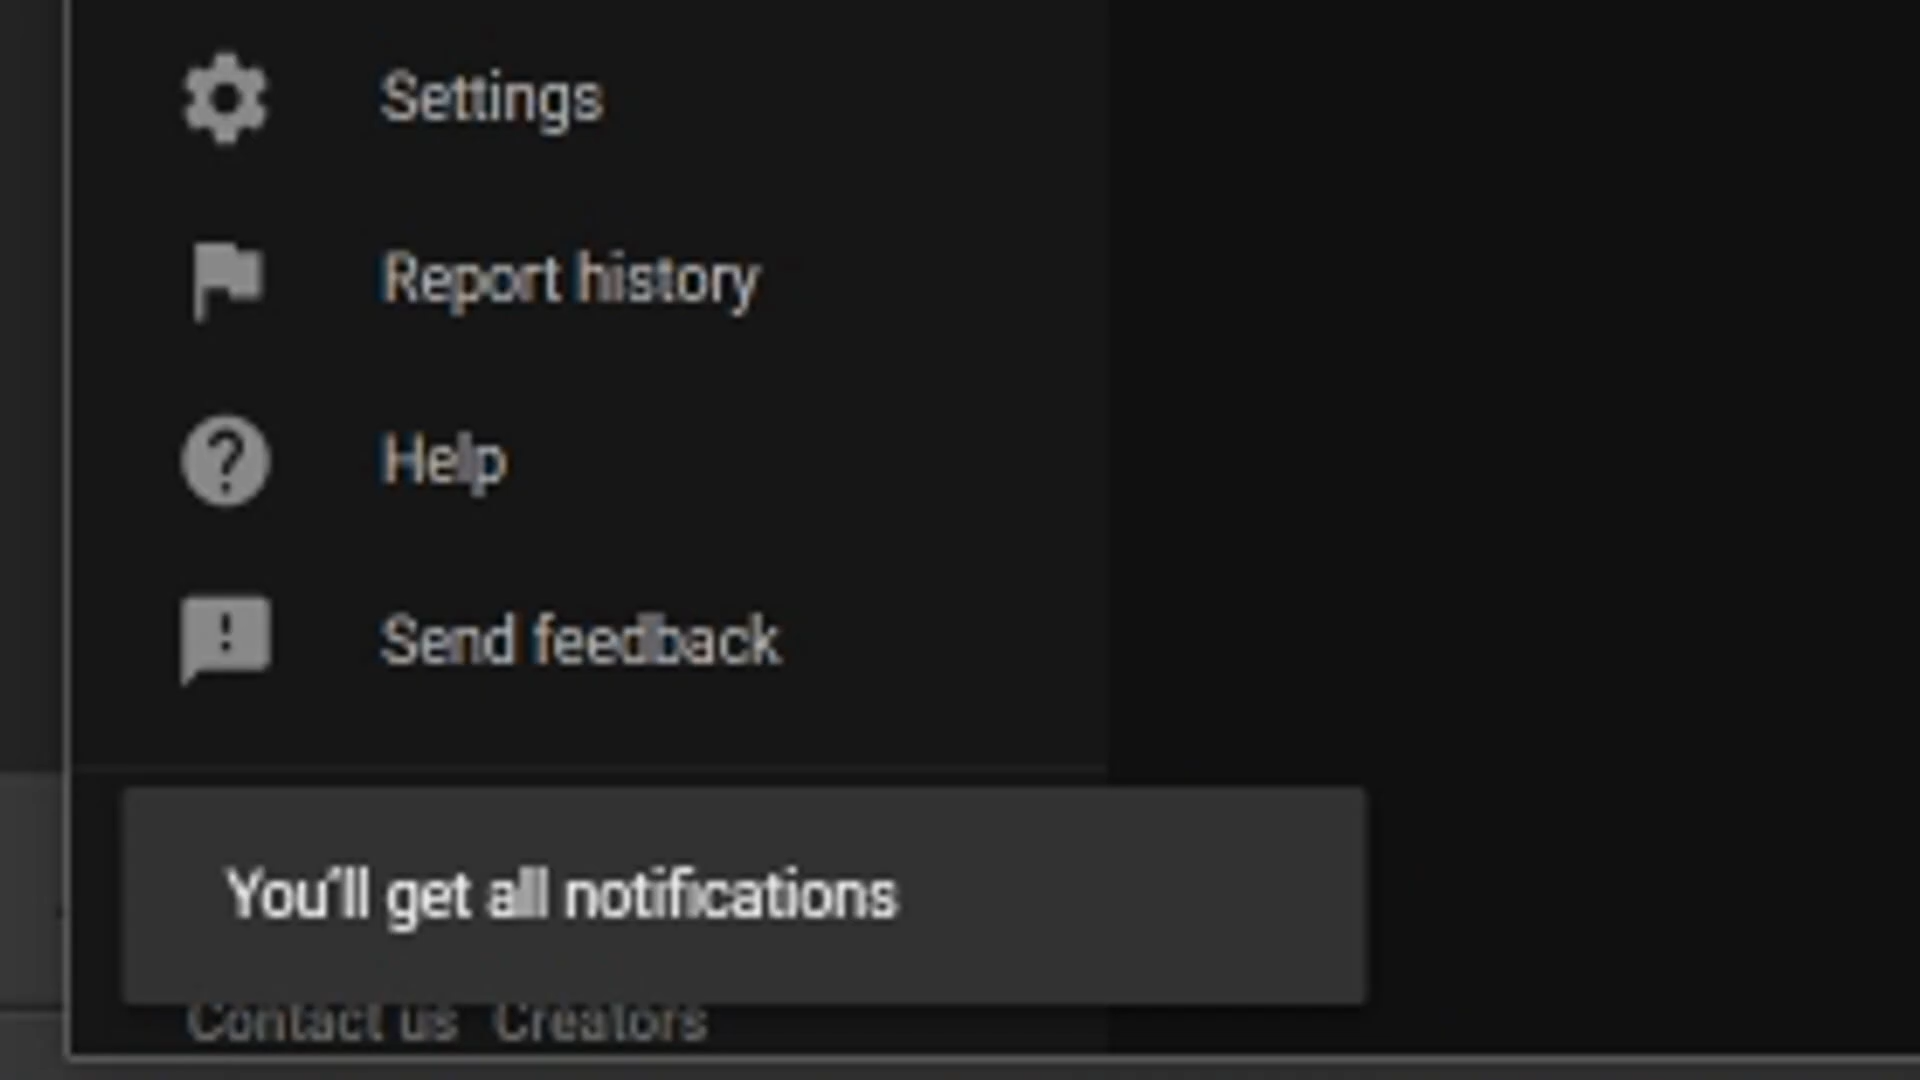 Settings
Report history
Help
Send feedback
You'll get all notifications
Contact us Creators